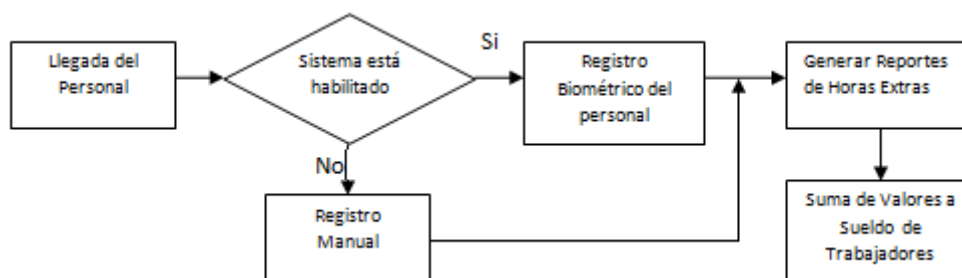 Llegada del
Personal
Sistema está
habilitado
Si
Registro
Biométrico del
personal
Generar Reportes
de Horas Extras
No
Registro
Manual
Suma de Valores a
Sueldo de
Trabajadores